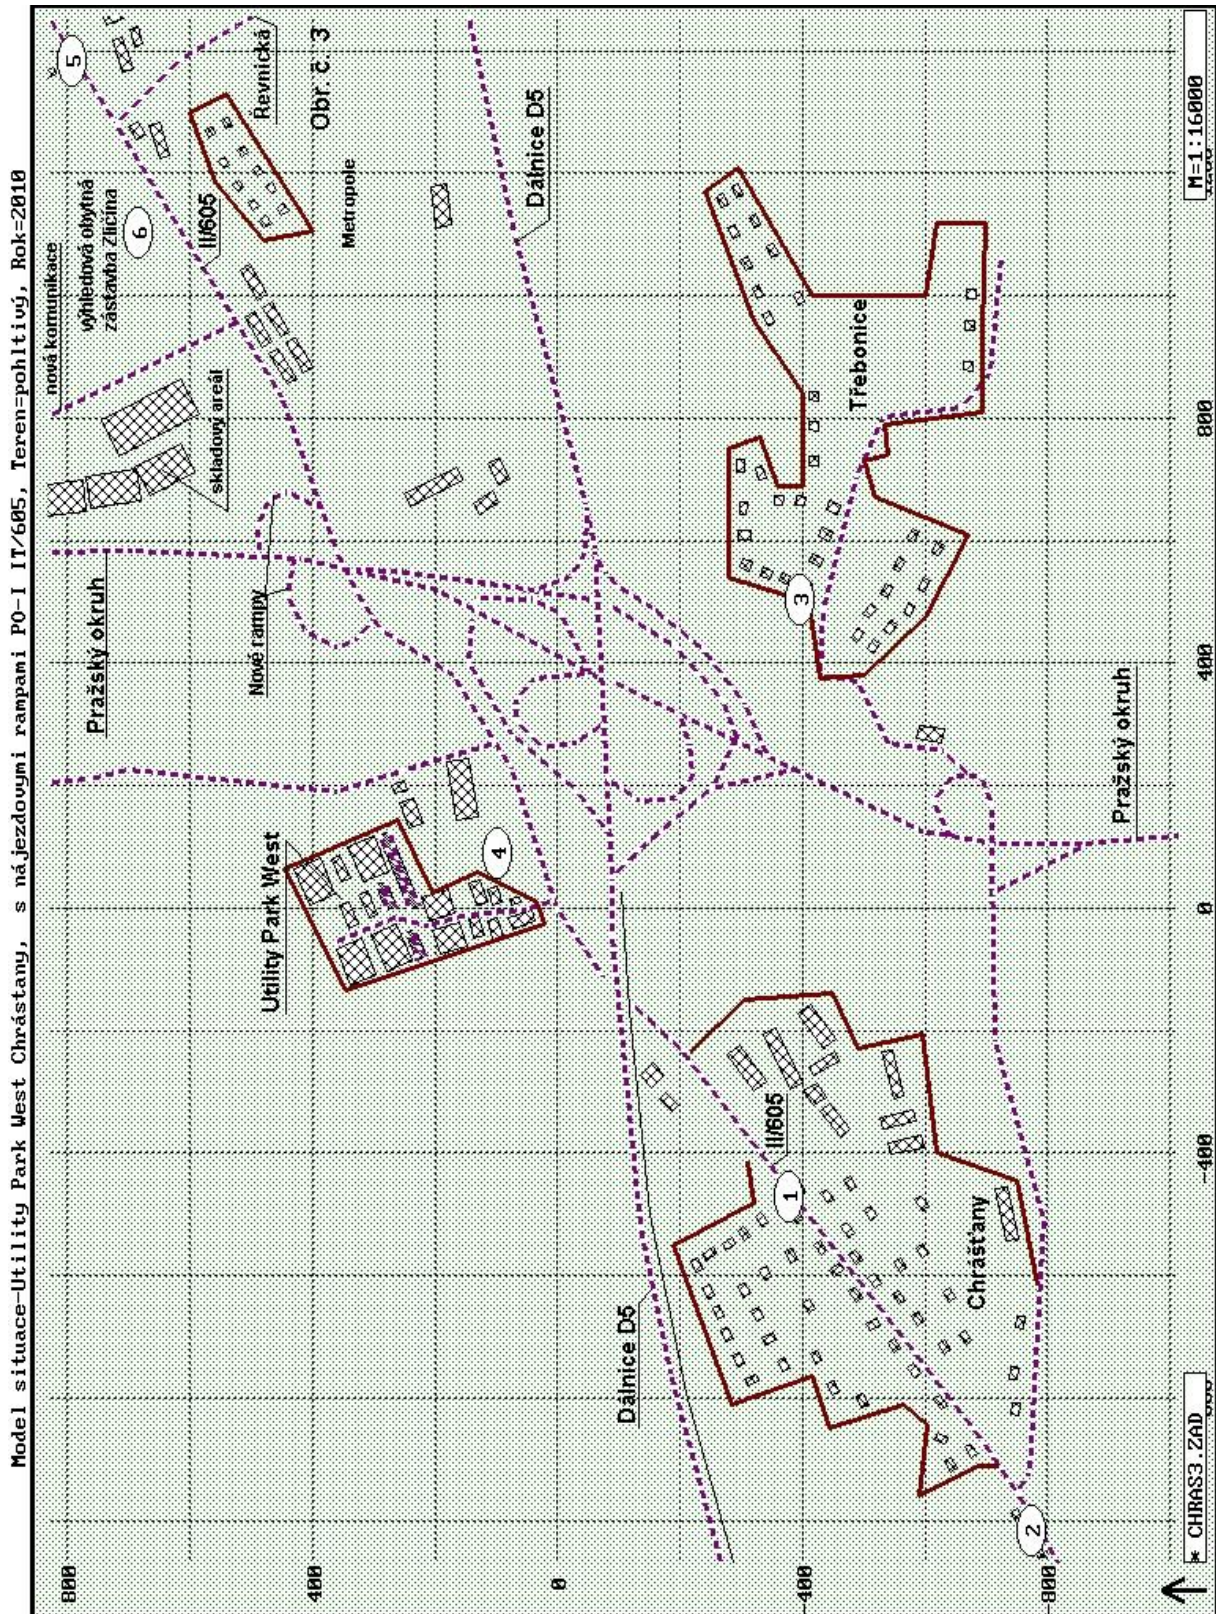 Model situace-Utility Park West Chrástany, s nájezdovymi rampami PO-I IT/605, Teren=pohltivý, Rok=2010
800
400
0
-400
-800
nová komunikace
výhledová obytná
zástavba Zličína
6
5
II/605
Řevnická
Obr. č. 3
Metropole
skladový areál
Pražský okruh
Nové rampy
Dálnice D5
Utility Park West
4
Třebonice
3
Pražský okruh
II/605
1
Chrášťany
Dálnice D5
2
-400
0
400
800
* CHRAS3.ZAD
M=1:16000